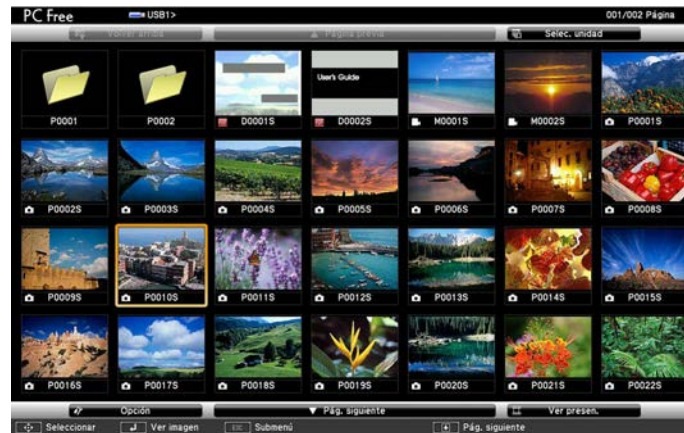 PC Free USB1> 001/002 Página
Volver arriba Página previa Selec. unidad
User's Guide
P0001 P0002 D0001S D0002S M0001S M0002S P0001S
P0002S P0003S P0004S P0005S P0006S P0007S P0008S
P0009S P0010S P0011S P0012S P0013S P0014S P0015S
P0016S P0017S P0018S P0019S P0020S P0021S P0022S
Opción Pág. siguiente Ver presen.
Seleccionar Ver imagen ESC Submenú Pág. siguiente